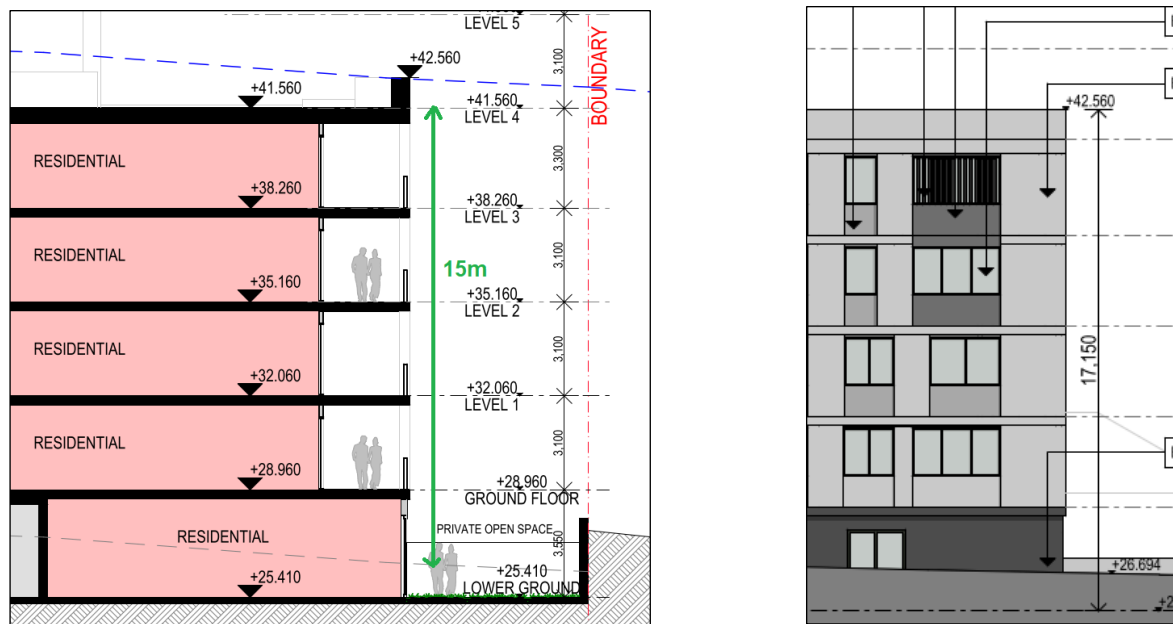 LEVEL 5
+42.560
3,100
BOUNDARY
+41.560
+41.560
LEVEL 4
RESIDENTIAL
3,300
+38.260
+38.260
LEVEL 3
RESIDENTIAL
3,100
15m
+35.160
+35.160
LEVEL 2
RESIDENTIAL
3,100
+32.060
+32.060
LEVEL 1
RESIDENTIAL
3,100
+28.960
+28.960
GROUND FLOOR
RESIDENTIAL
PRIVATE OPEN SPACE
3,550
+25.410
+25.410
LOWER GROUND
+42.560
17.150
+26.694